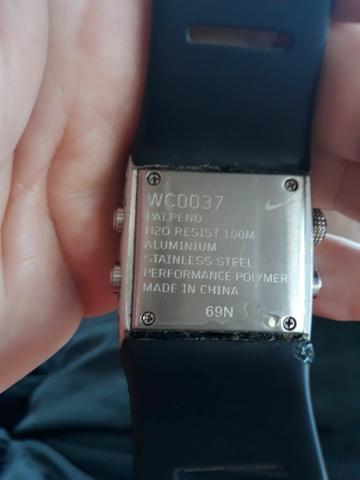 WC0037
PAT.PEND
H2O RESIST 100M
ALUMINIUM
STAINLESS STEEL
PERFORMANCE POLYMERS
MADE IN CHINA
69N